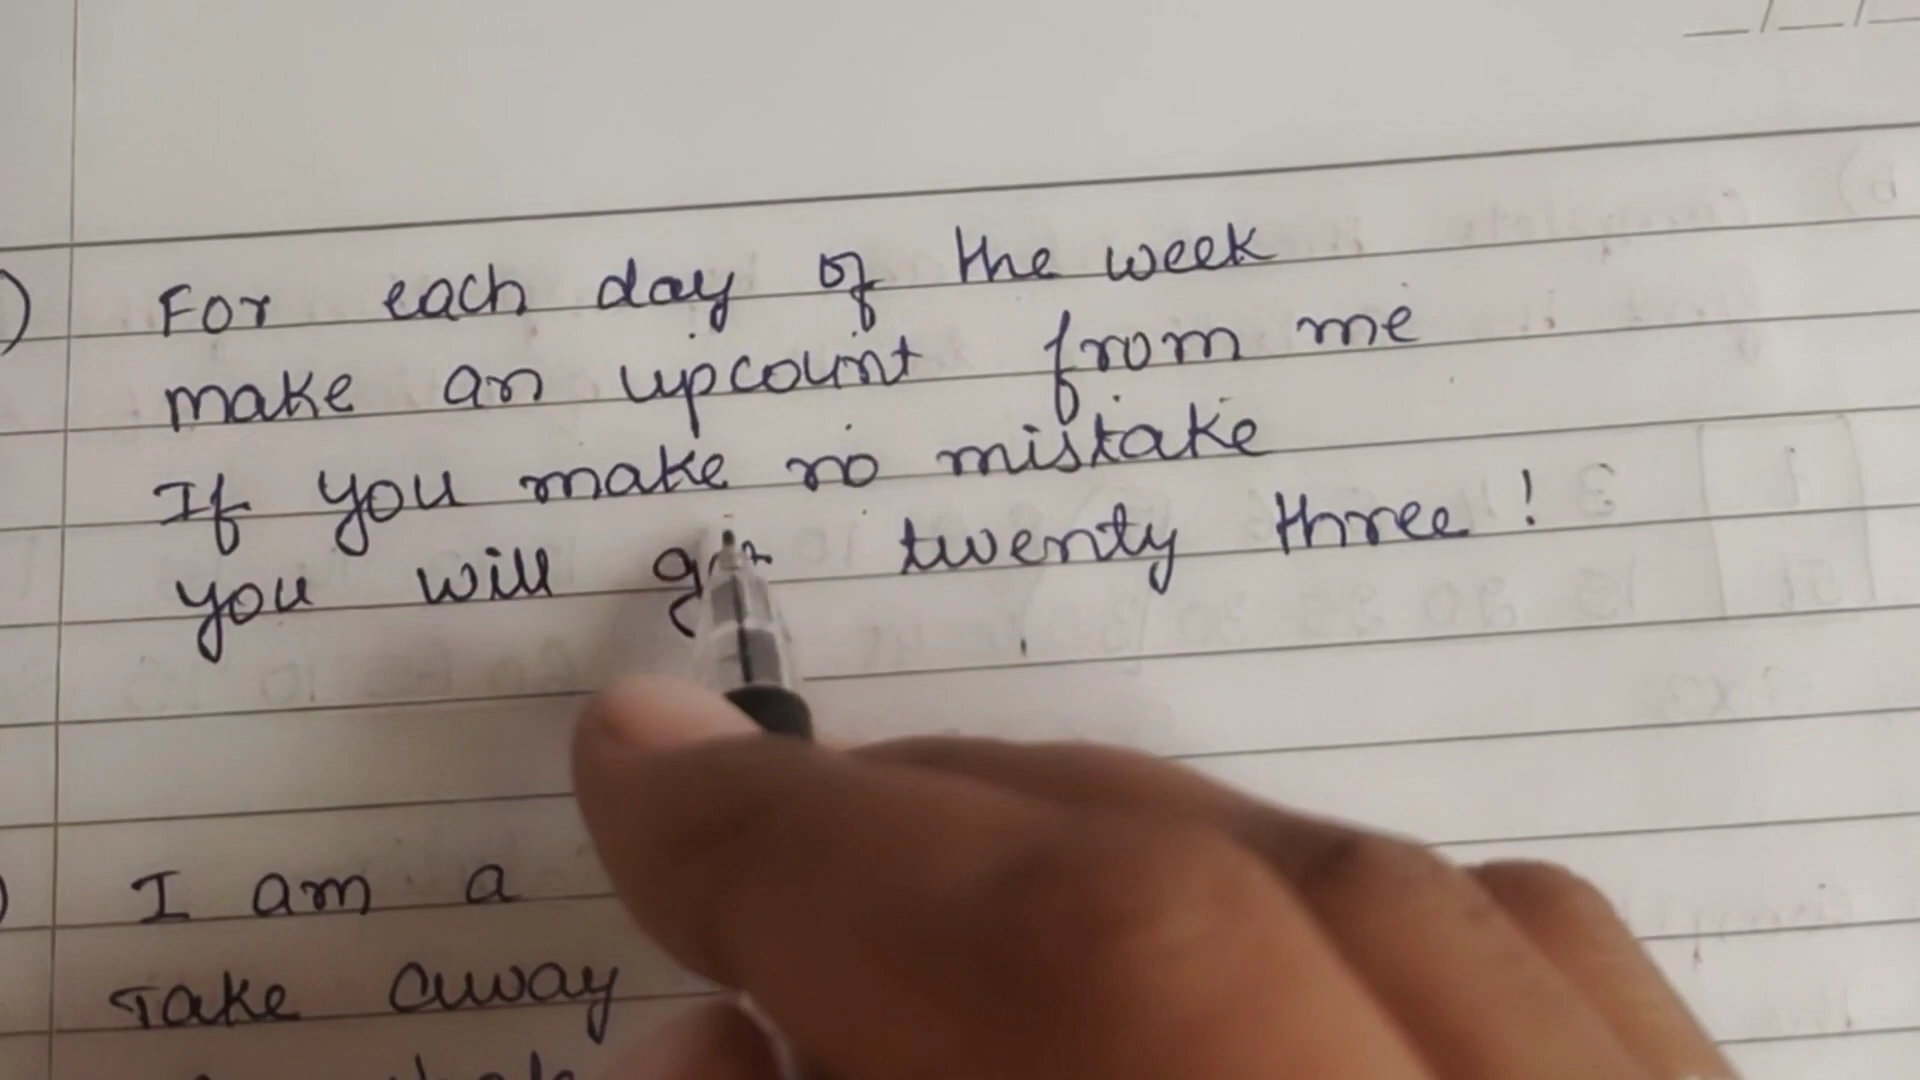 ) For each day of the week
make an upcount from me
If you make no mistake
you will twenty three !
) I am a
Take away